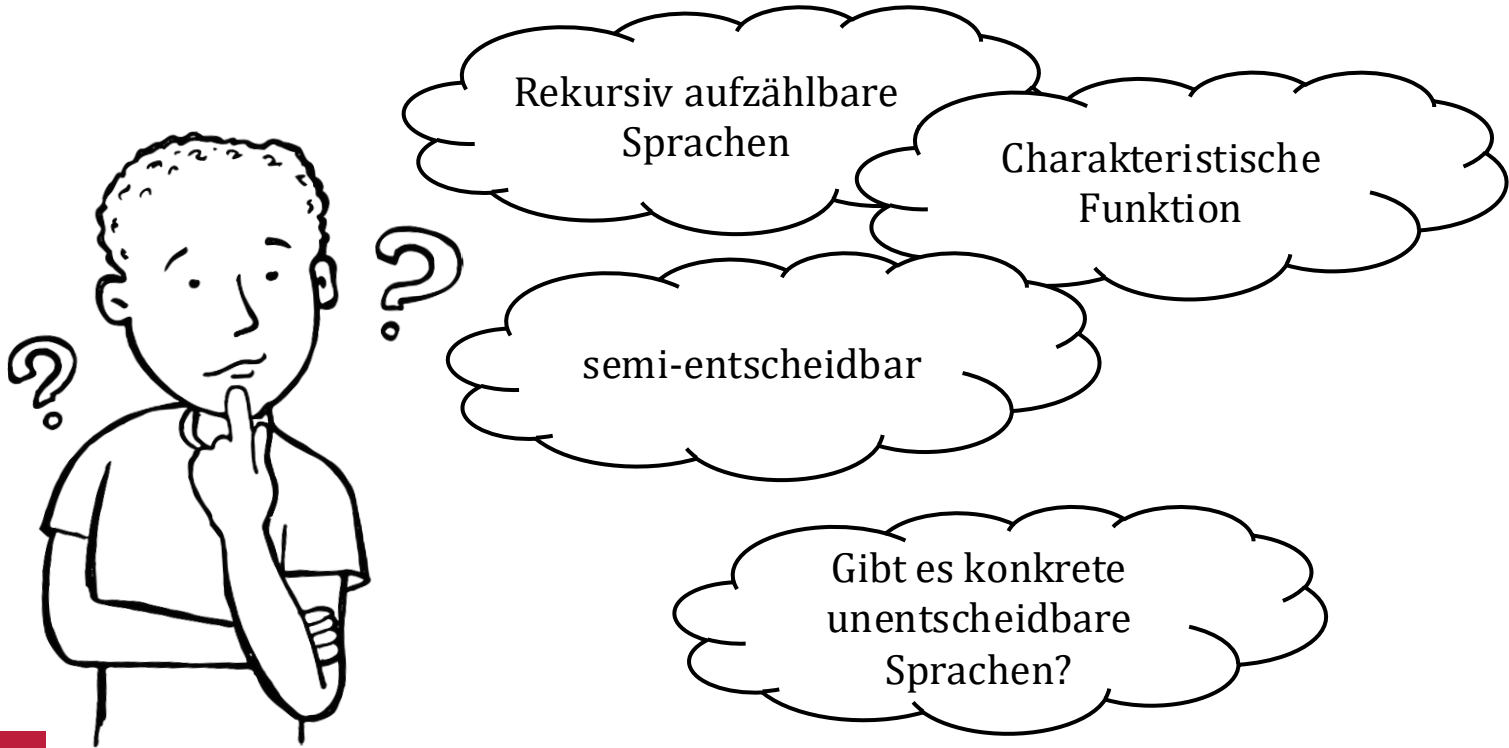 Rekursiv aufzählbare
Sprachen
Charakteristische
Funktion
semi-entscheidbar
Gibt es konkrete
unentscheidbare
Sprachen?
?
?